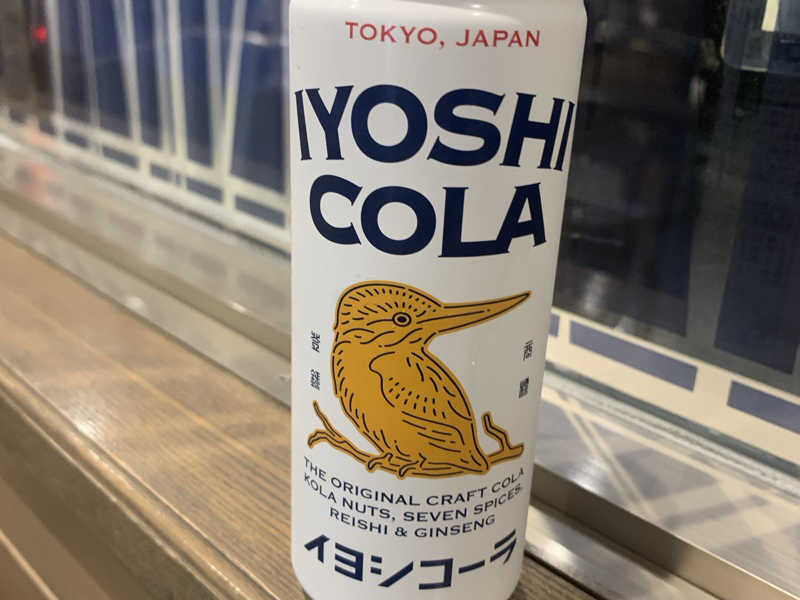 TOKYO, JAPAN
IYOSHI
COLA
THE ORIGINAL CRAFT COLA
KOLA NUTS, SEVEN SPICES,
REISHI & GINSENG
イヨシコーラ